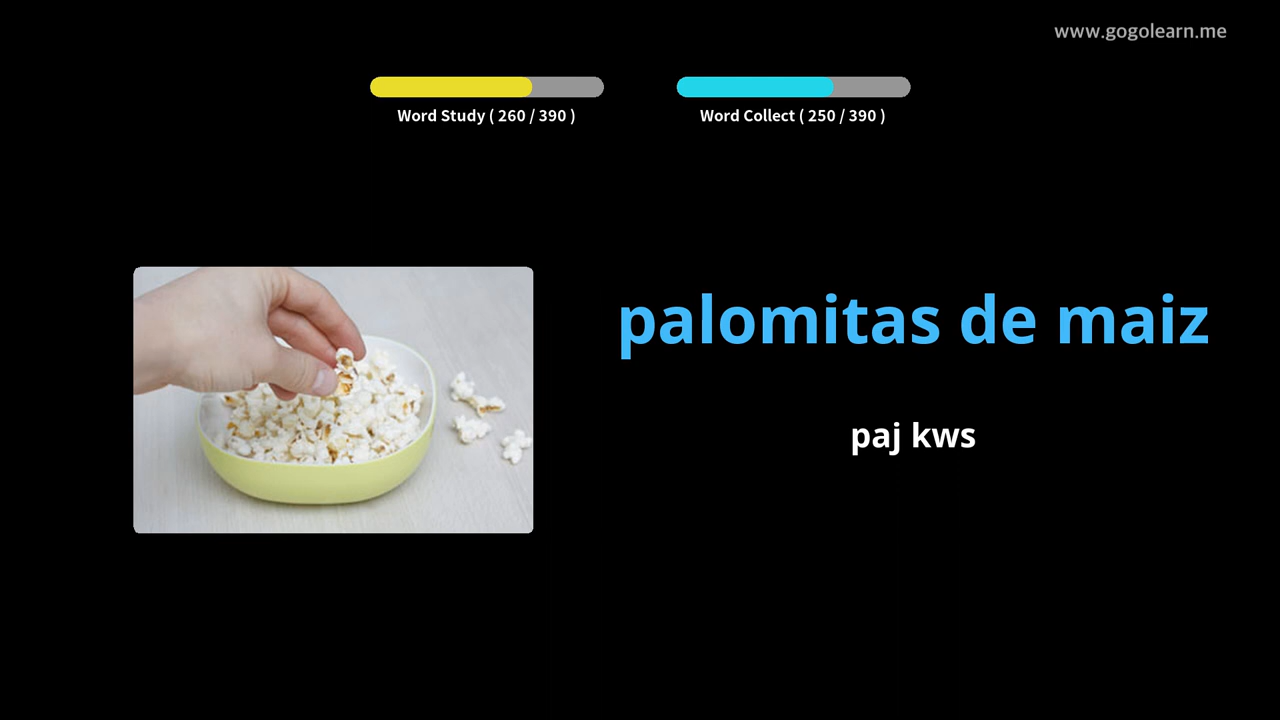 www.gogolearn.me
Word Study ( 260 / 390 )
Word Collect ( 250 / 390 )
palomitas de maiz
paj kws